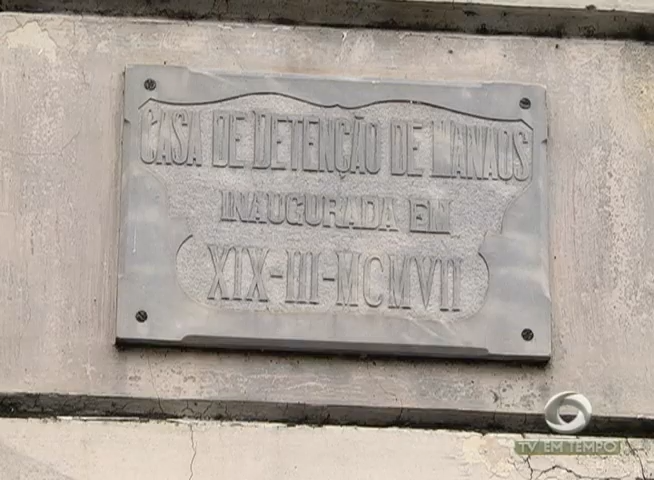 CASA DE DETENÇÃO DE MANAOS
INAUGURADA EM
XIX-III-MCMVII
TV EM TEMPO